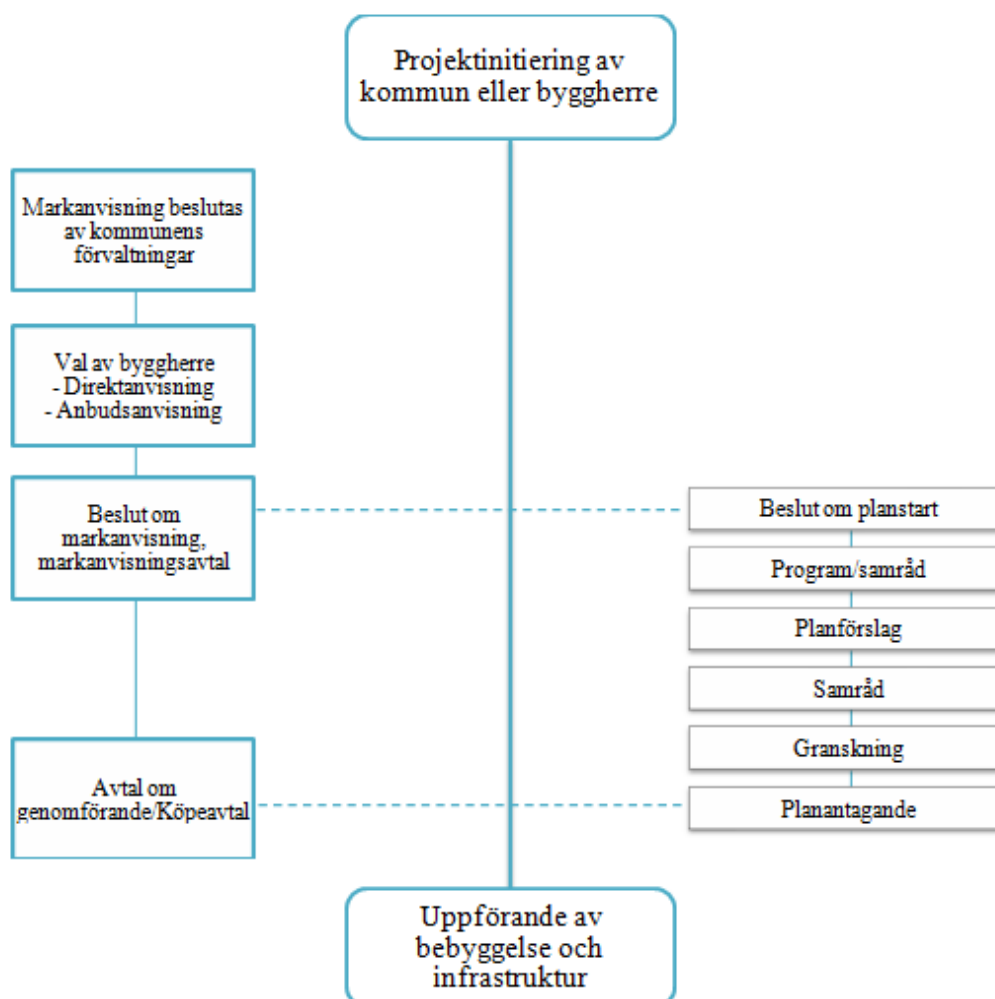 Projektinitiering av
kommun eller byggherre
Markanvisning beslutas
av kommunens
förvaltningar
Val av byggherre
- Direktanvisning
- Anbudsanvisning
Beslut om
markanvisning,
markanvisningsavtal
Avtal om
genomförande/Köpeavtal
Beslut om planstart
Program/samråd
Planförslag
Samråd
Granskning
Planantagande
Uppförande av
bebyggelse och
infrastruktur